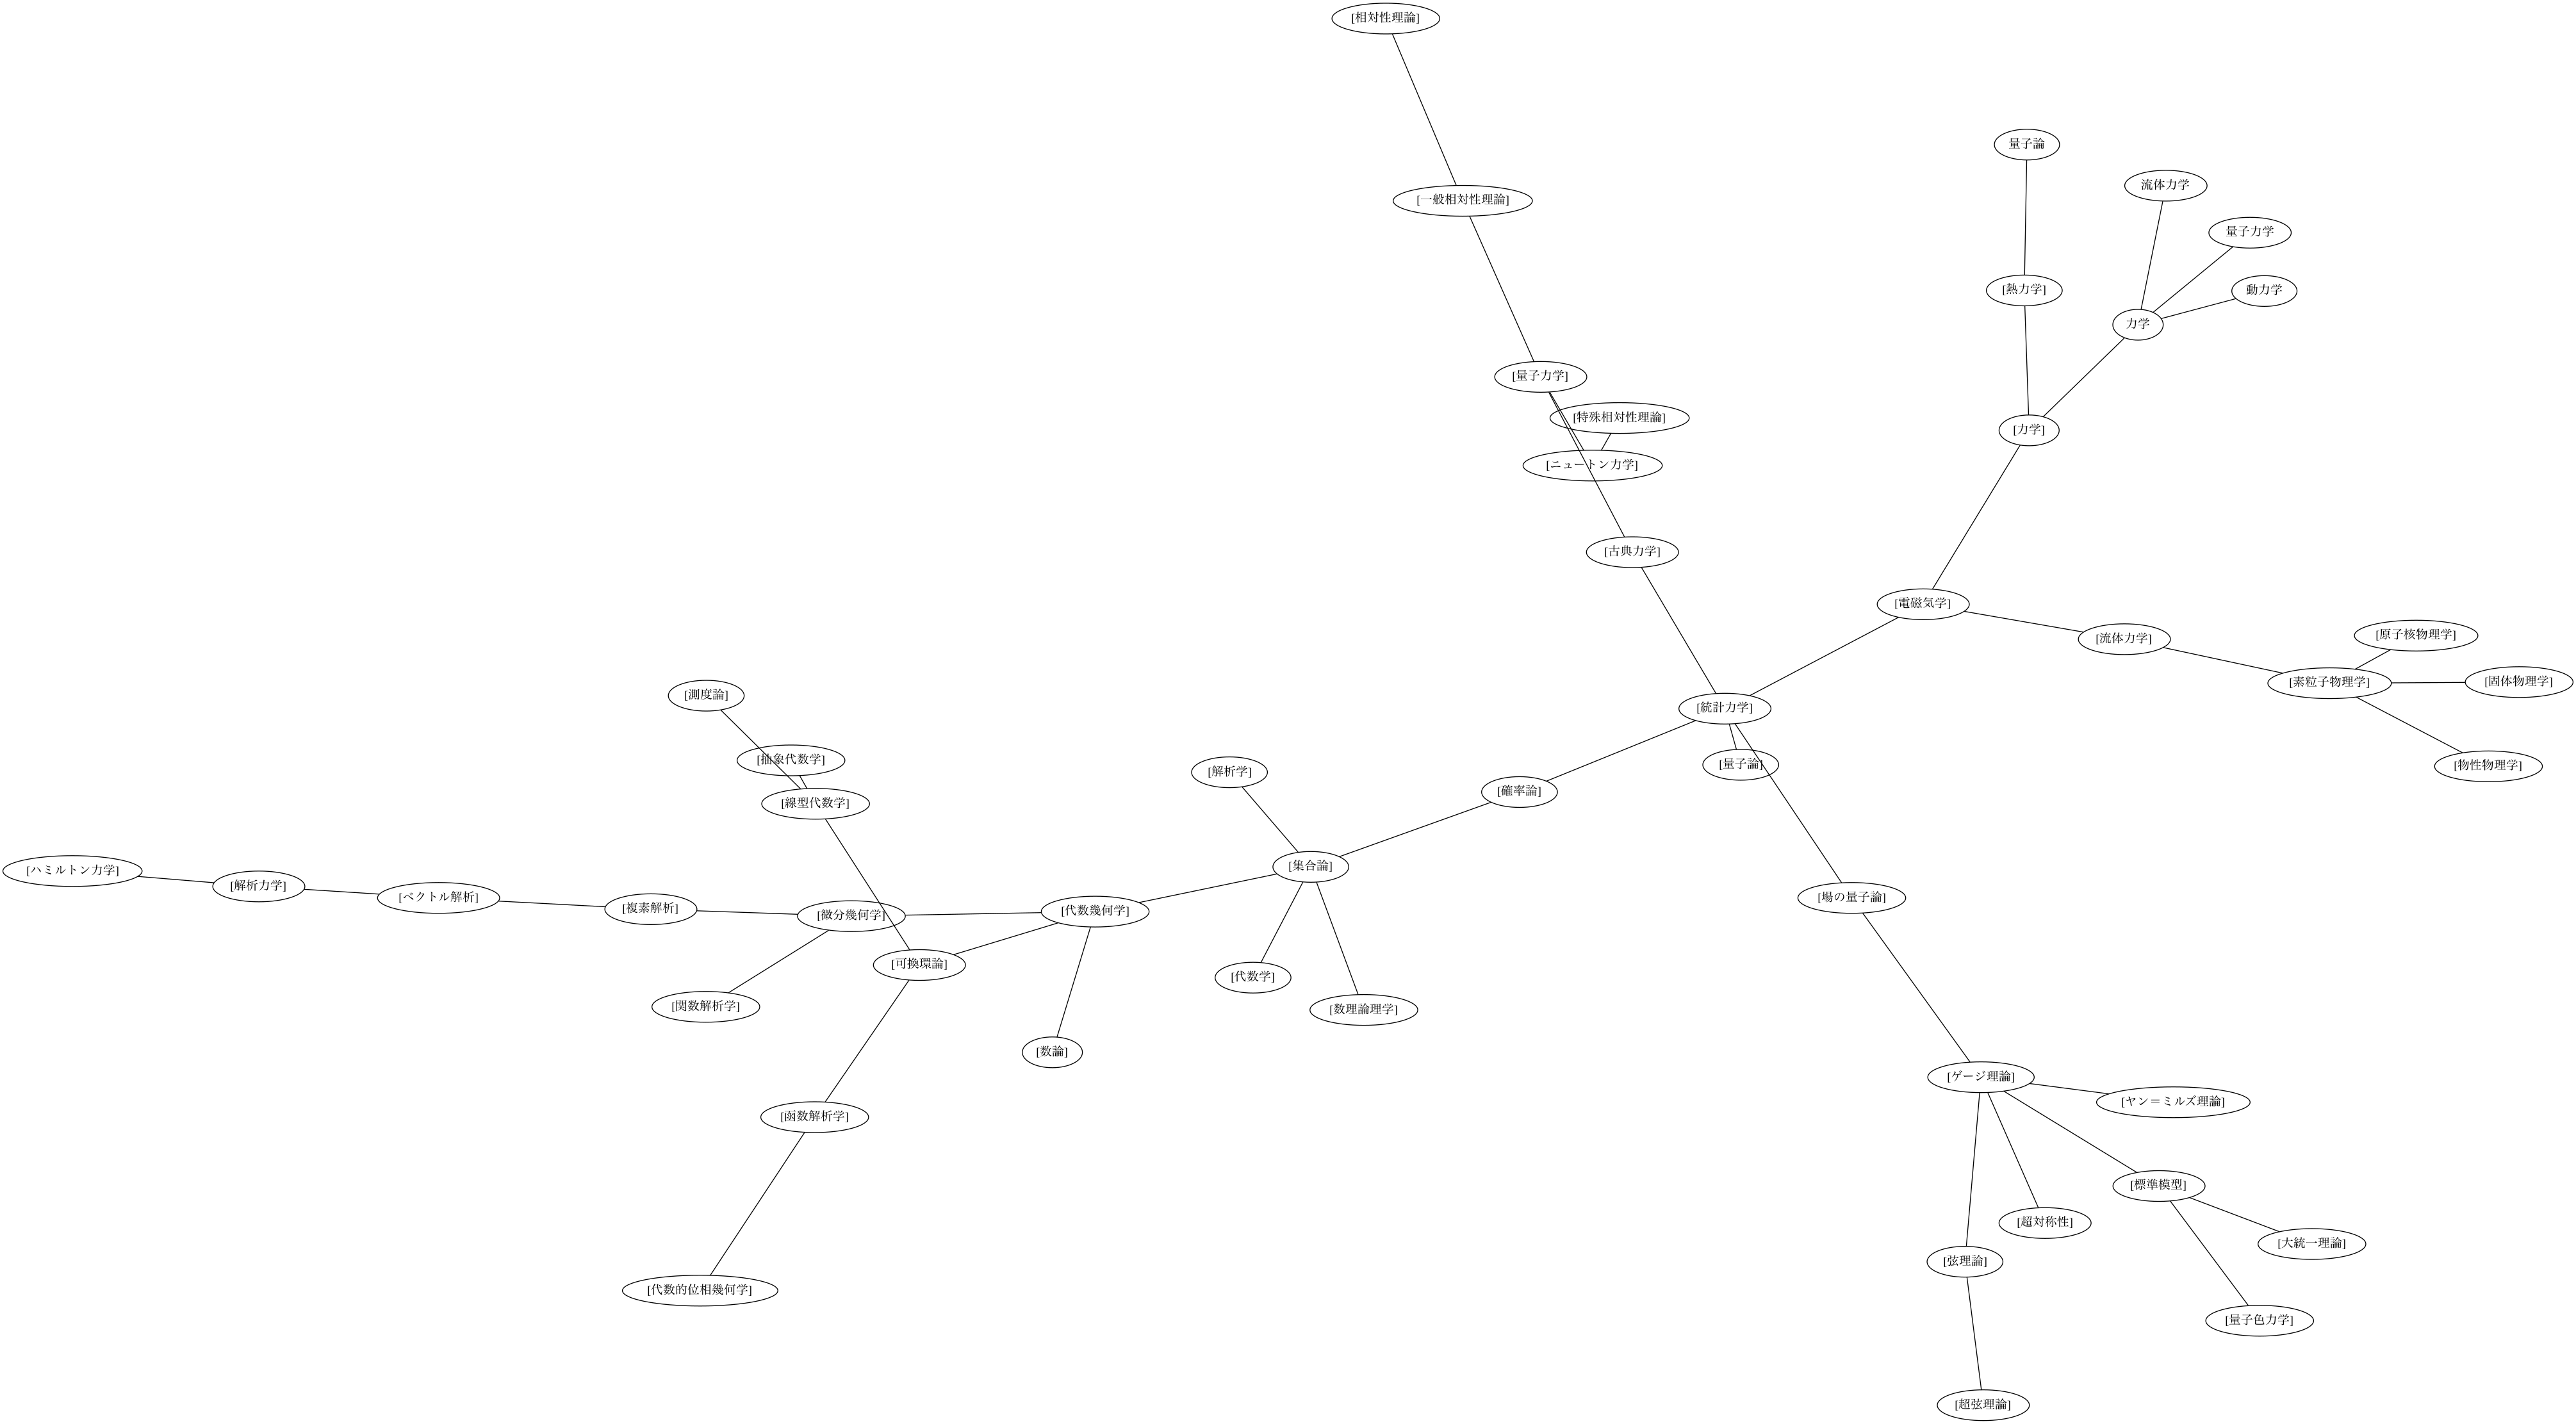 [相対性理論]
量子論
流体力学
[一般相対性理論]
量子力学
[熱力学]
動力学
力学
[量子力学]
[特殊相対性理論]
[力学]
[ニュートン力学]
[古典力学]
[電磁気学]
[原子核物理学]
[流体力学]
[素粒子物理学]
[固体物理学]
[測度論]
[統計力学]
[抽象代数学]
[量子論]
[物性物理学]
[解析学]
[確率論]
[線型代数学]
[集合論]
[ハミルトン力学]
[解析力学]
[ベクトル解析]
[場の量子論]
[複素解析]
[微分幾何学]
[代数幾何学]
[可換環論]
[代数学]
[関数解析学]
[数理論理学]
[数論]
[ゲージ理論]
[ヤン＝ミルズ理論]
[函数解析学]
[標準模型]
[超対称性]
[大統一理論]
[弦理論]
[代数的位相幾何学]
[量子色力学]
[超弦理論]